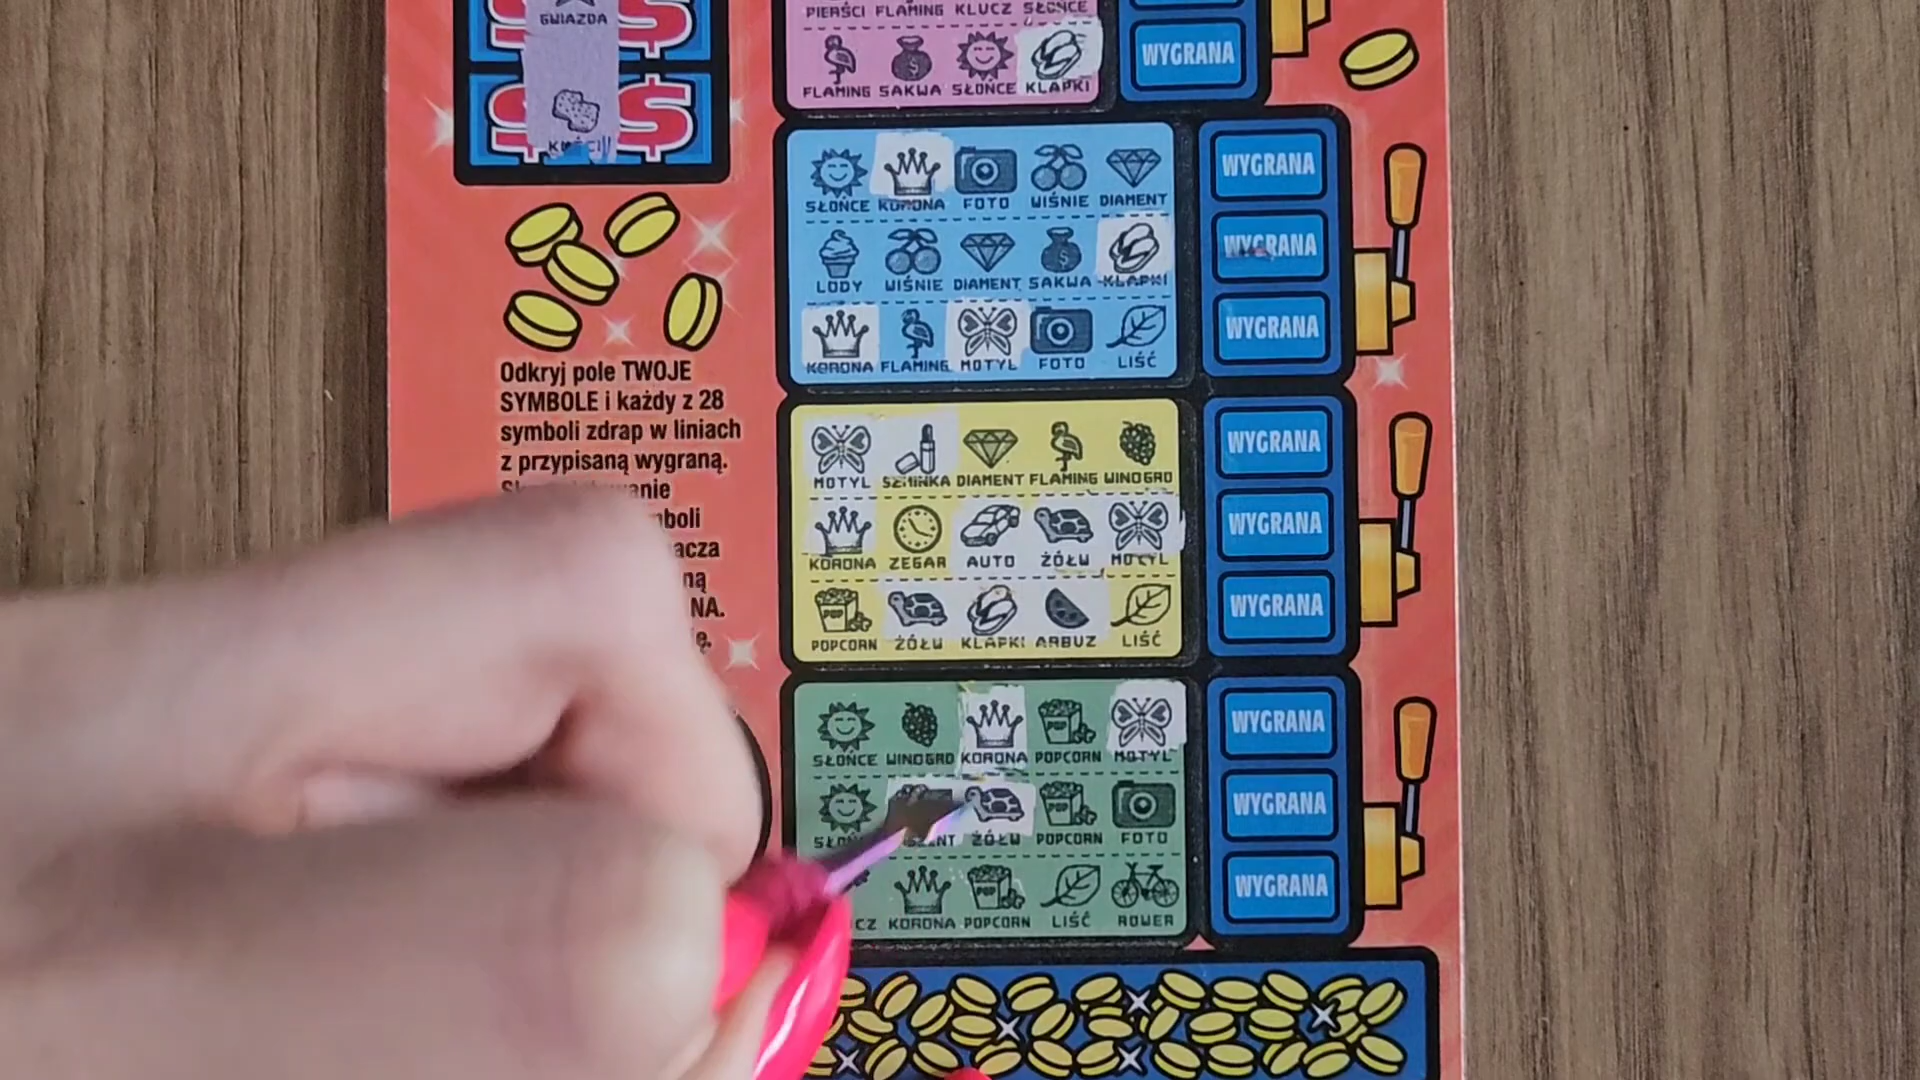 GWIAZDA
KOŚCI
PIERŚCI FLAMING KLUCZ SŁOŃCE
FLAMING SAKWA SŁOŃCE KLAPKI
WYGRANA
SŁOŃCE KORONA FOTO WIŚNIE DIAMENT
WYGRANA
LODY WIŚNIE DIAMENT SAKWA KLAPKI
WYGRANA
KORONA FLAMING MOTYL FOTO LIŚĆ
WYGRANA
Odkryj pole TWOJE
SYMBOLE i każdy z 28
symboli zdrap w liniach
z przypisaną wygraną.
MOTYL SZMINKA DIAMENT FLAMING WINOGRO
WYGRANA
KORONA ZEGAR AUTO ŻÓŁW MOTYL
WYGRANA
POPCORN ŻÓŁW KLAPKI ARBUZ LIŚĆ
WYGRANA
SŁOŃCE WINOGRO KORONA POPCORN MOTYL
WYGRANA
ŻÓŁW POPCORN FOTO
WYGRANA
KORONA POPCORN LIŚĆ ROWER
WYGRANA